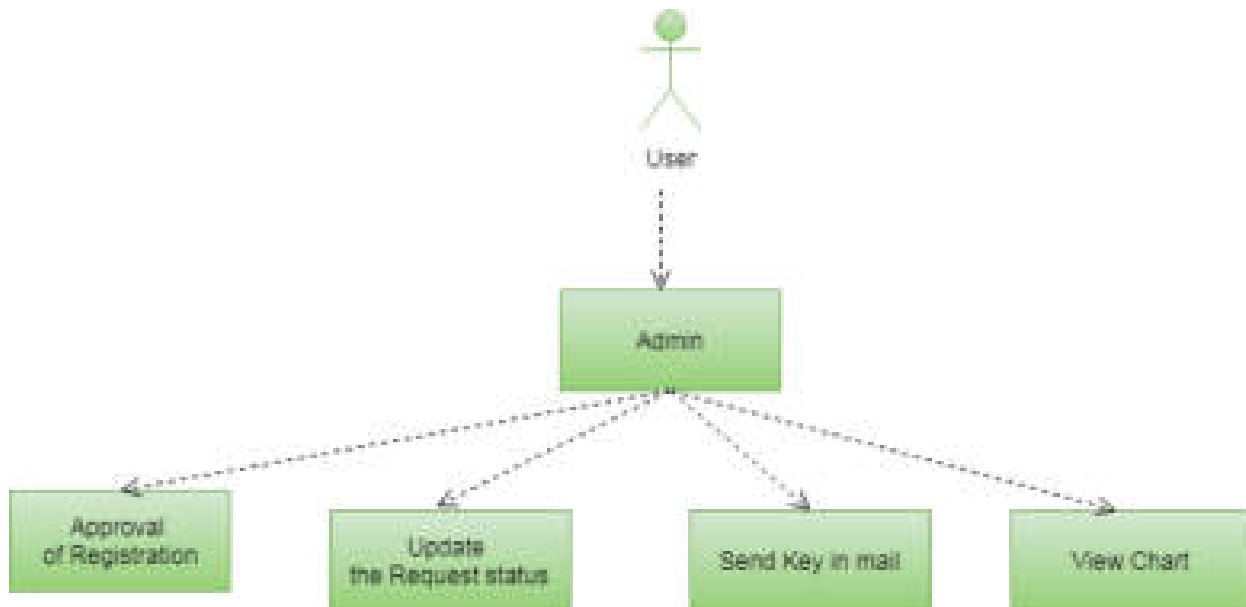 User
Admin
Approval
of Registration
Update
the Request status
Send Key in mail
View Chart